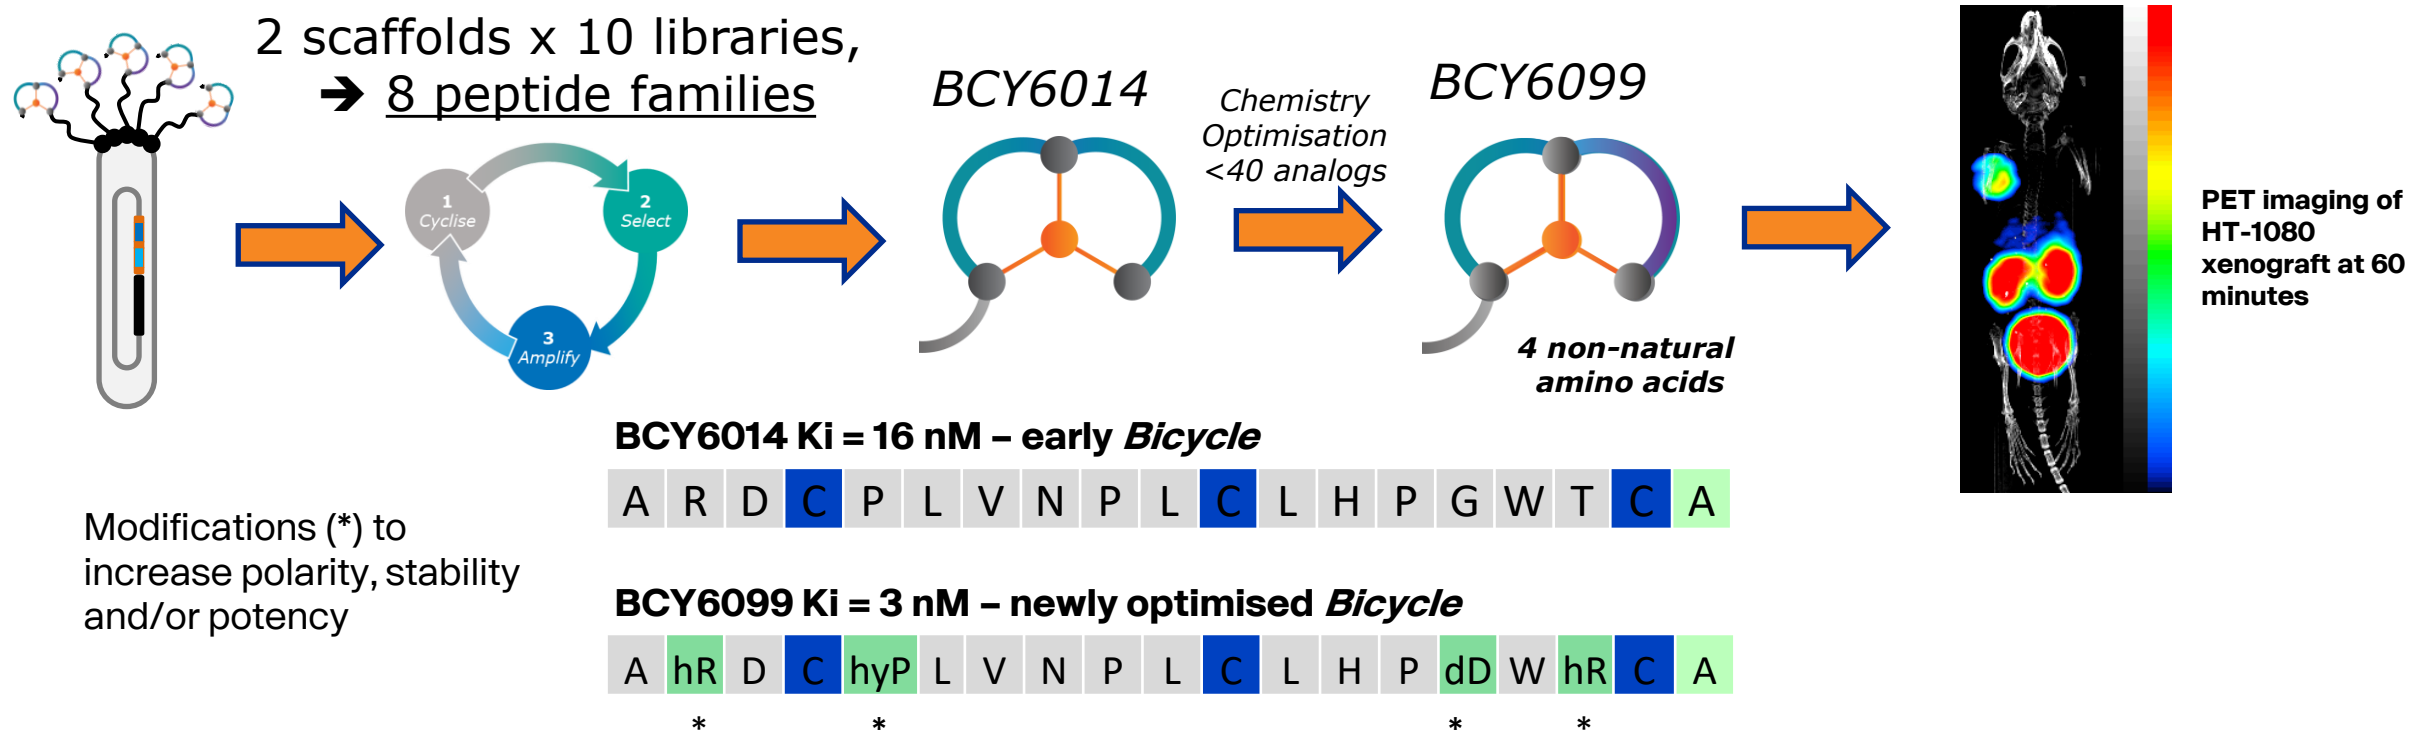 2 scaffolds x 10 libraries,
➔ 8 peptide families
1
Cyclise
2
Select
3
Amplify
BCY6014
Chemistry
Optimisation
<40 analogs
BCY6099
4 non-natural
amino acids
PET imaging of
HT-1080
xenograft at 60
minutes
BCY6014 Ki = 16 nM – early Bicycle
A R D C P L V N P L C L H P G W T C A
Modifications (*) to
increase polarity, stability
and/or potency
BCY6099 Ki = 3 nM – newly optimised Bicycle
A hR D C hyP L V N P L C L H P dD W hR C A
* * * *